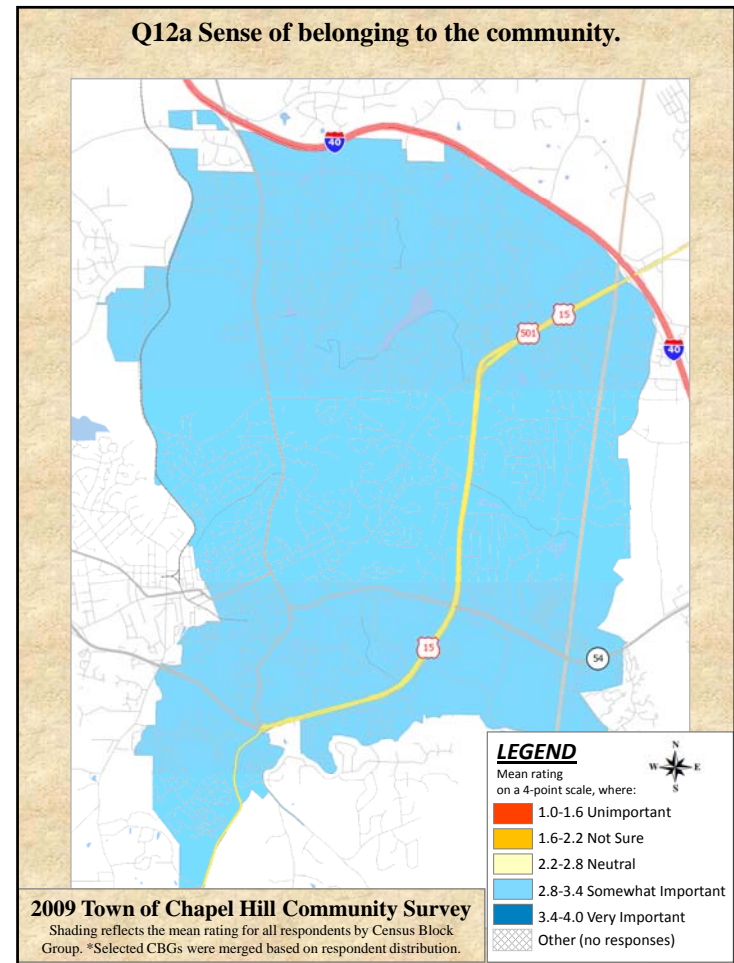 Q12a Sense of belonging to the community.
40
15
501
40
15
54
LEGEND
N
W E
S
Mean rating
on a 4-point scale, where:
1.0-1.6 Unimportant
1.6-2.2 Not Sure
2.2-2.8 Neutral
2.8-3.4 Somewhat Important
3.4-4.0 Very Important
Other (no responses)
2009 Town of Chapel Hill Community Survey
Shading reflects the mean rating for all respondents by Census Block
Group. *Selected CBGs were merged based on respondent distribution.